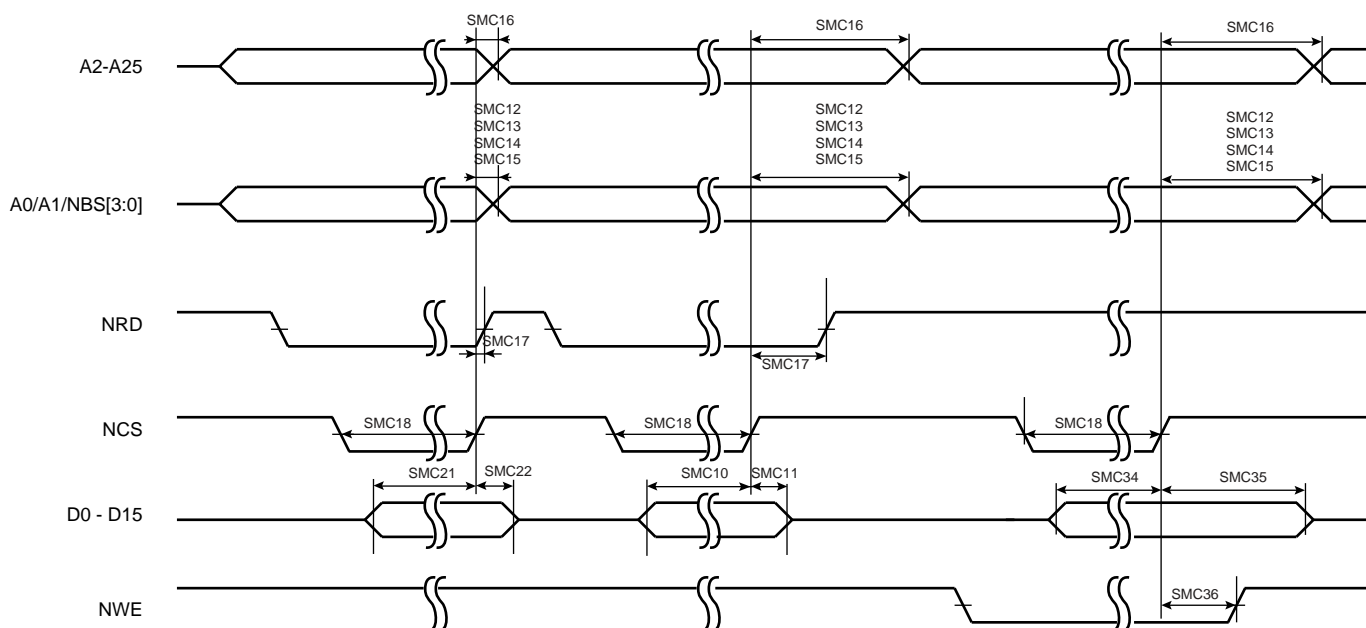 SMC16
SMC16
SMC16
A2-A25
SMC12
SMC13
SMC14
SMC15
SMC12
SMC13
SMC14
SMC15
SMC12
SMC13
SMC14
SMC15
A0/A1/NBS[3:0]
NRD
SMC17
SMC17
NCS
SMC18
SMC18
SMC18
SMC21
SMC22
SMC10
SMC11
SMC34
SMC35
D0 - D15
NWE
SMC36